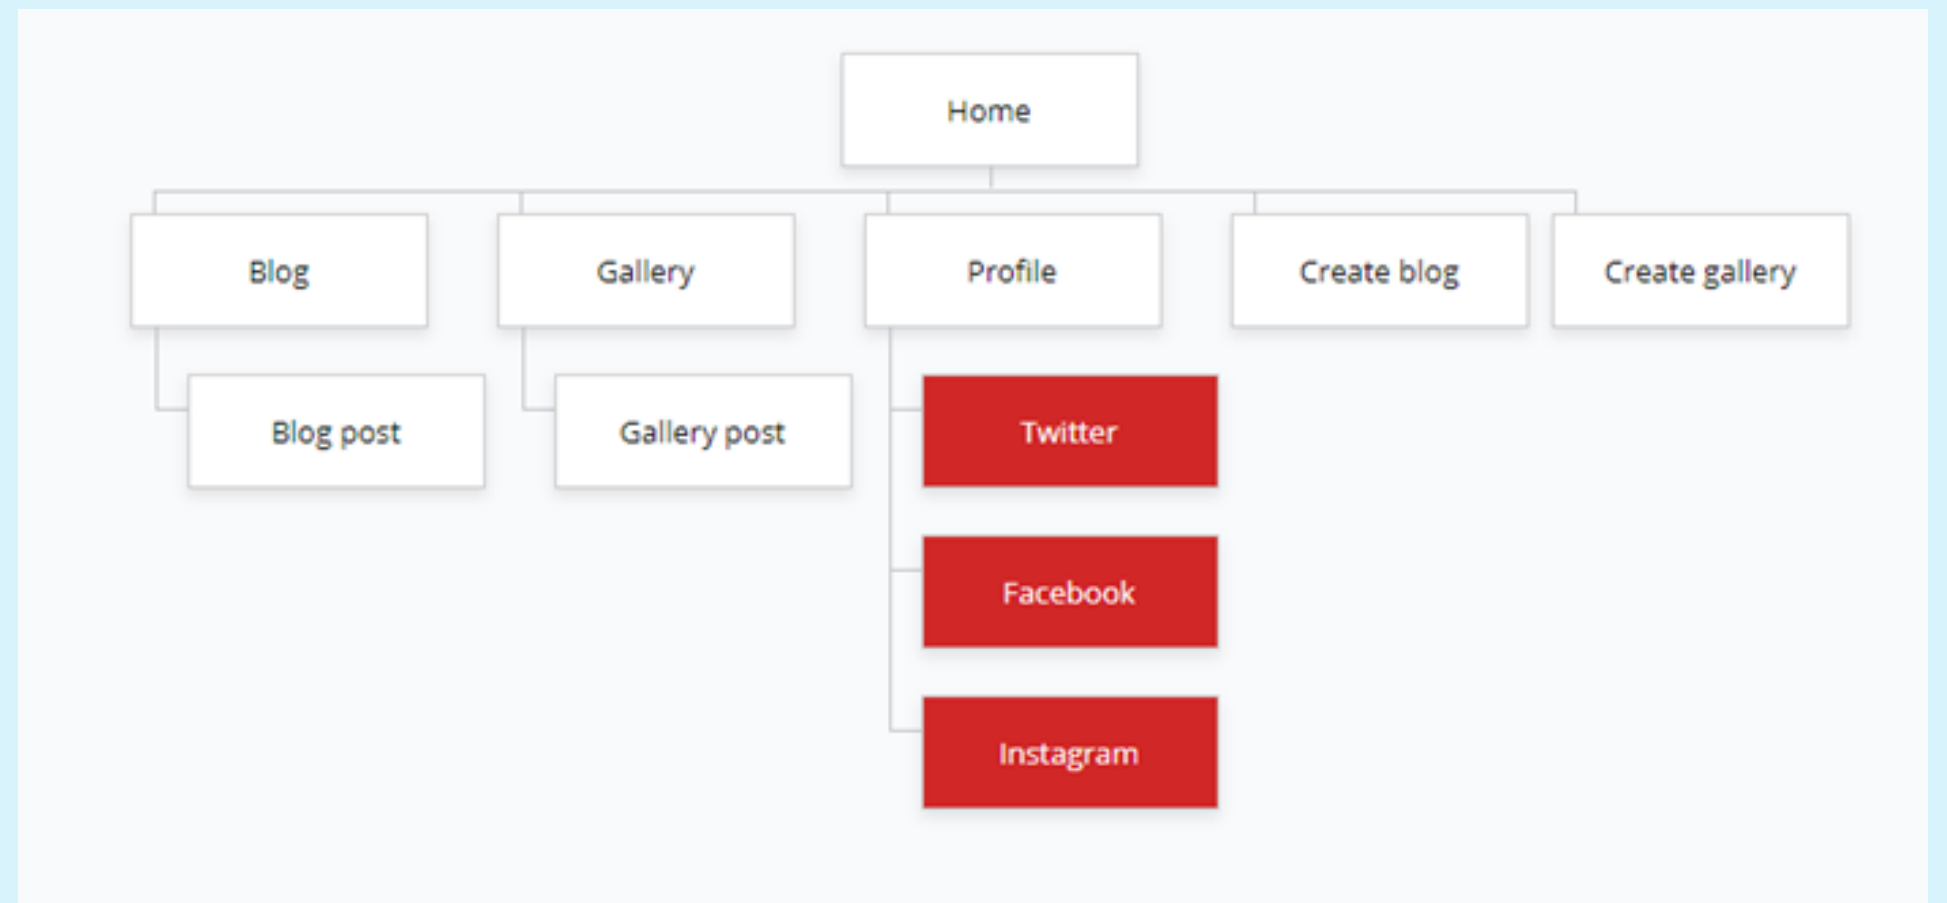 Home
Blog
Gallery
Profile
Create blog
Create gallery
Blog post
Gallery post
Twitter
Facebook
Instagram